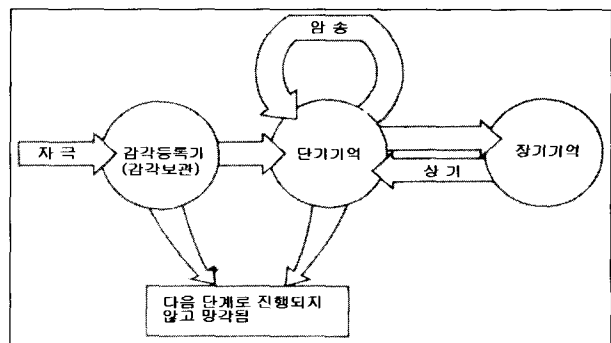 암 송
자 극
감각등록기
(감각보관)
단기기억
장기기억
상 기
다음 단계로 진행되지
않고 망각됨